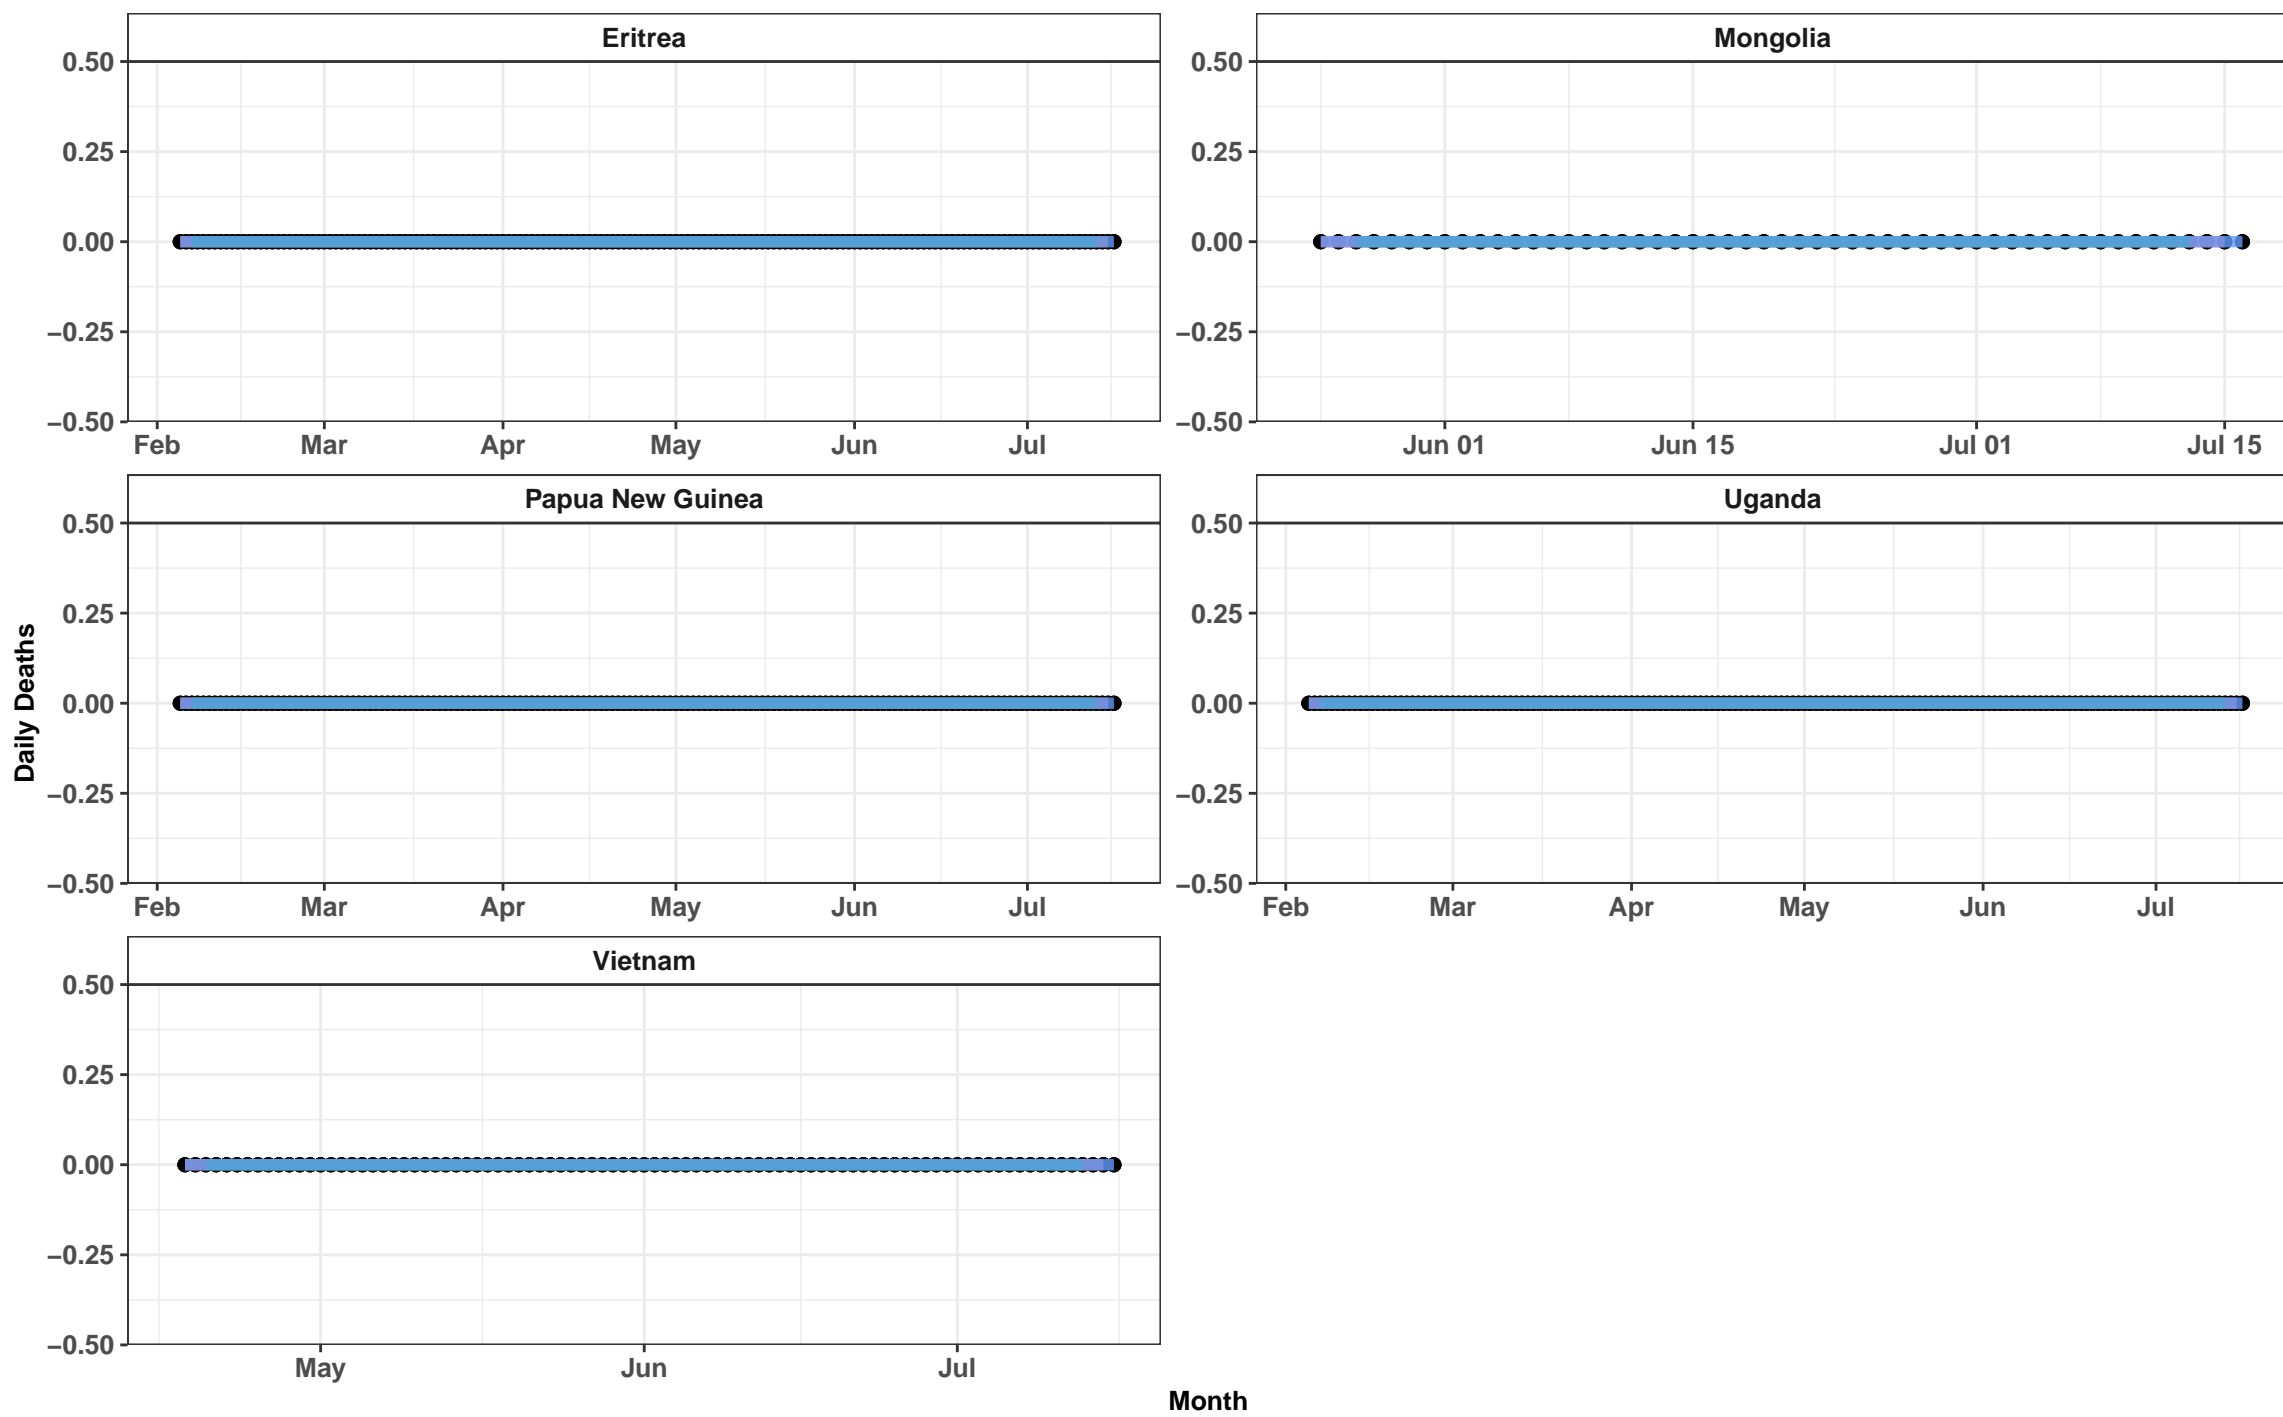 Eritrea
0.50
0.25
0.00
−0.25
−0.50
Feb Mar Apr May Jun Jul
Mongolia
0.50
0.25
0.00
−0.25
−0.50
Jun 01 Jun 15 Jul 01 Jul 15
Papua New Guinea
0.50
0.25
0.00
−0.25
−0.50
Feb Mar Apr May Jun Jul
Uganda
0.50
0.25
0.00
−0.25
−0.50
Feb Mar Apr May Jun Jul
Vietnam
0.50
0.25
0.00
−0.25
−0.50
May Jun Jul
Daily Deaths
Month